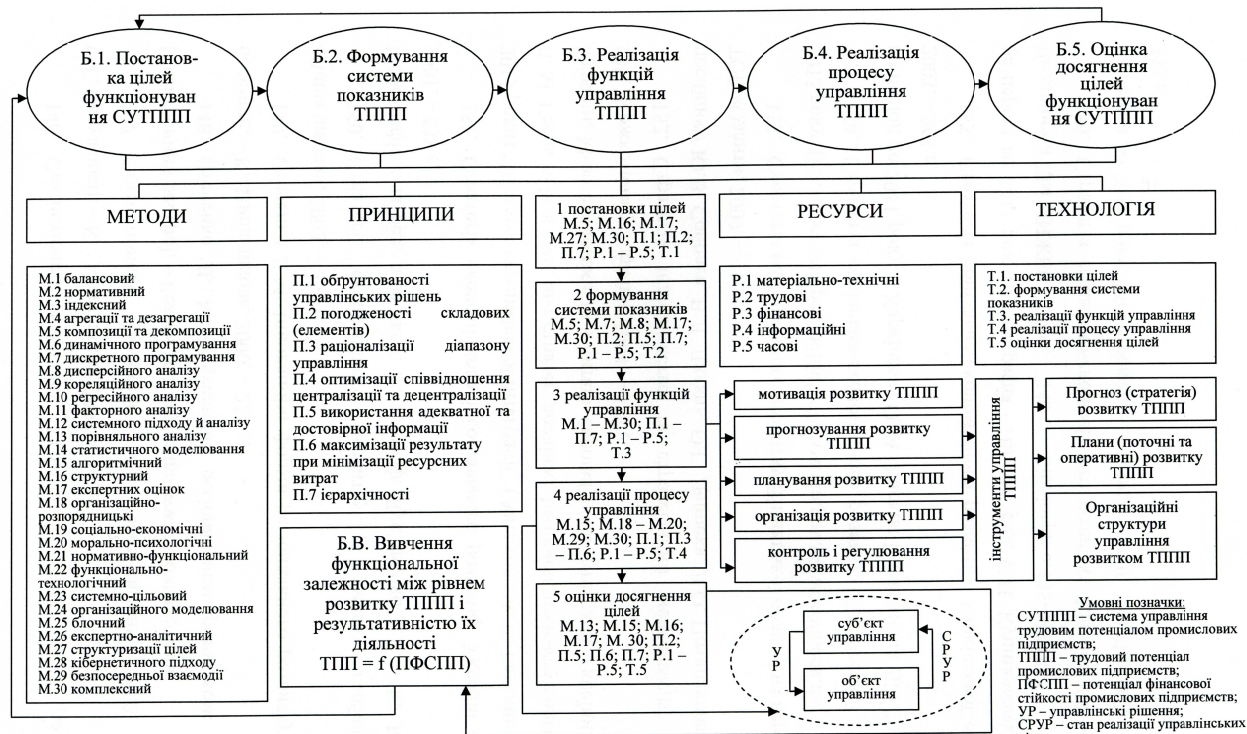 Б.1. Постанов-
ка цілей
функціонуван
ня СУТППП
Б.2. Формування
системи
показників
ТППП
Б.3. Реалізація
функцій
управління
ТППП
Б.4. Реалізація
процесу
управління
ТППП
Б.5. Оцінка
досягнення
цілей
функціонуван
ня СУТППП
МЕТОДИ
М.1 балансовий
М.2 нормативний
М.3 індексний
М.4 агрегації та дезагрегації
М.5 композиції та декомпозиції
М.6 динамічного програмування
М.7 дискретного програмування
М.8 дисперсійного аналізу
М.9 кореляційного аналізу
М.10 регресійного аналізу
М.11 факторного аналізу
М.12 системного підходу й аналізу
М.13 порівняльного аналізу
М.14 статистичного моделювання
М.15 алгоритмічний
М.16 структурний
М.17 експертних оцінок
М.18 організаційно-
розпорядницькі
М.19 соціально-економічні
М.20 морально-психологічні
М.21 нормативно-функціональний
М.22 функціонально-
технологічний
М.23 системно-цільовий
М.24 організаційного моделювання
М.25 блочний
М.26 експертно-аналітичний
М.27 структуризації цілей
М.28 кібернетичного підходу
М.29 безпосередньої взаємодії
М.30 комплексний
ПРИНЦИПИ
П.1 обґрунтованості
управлінських рішень
П.2 погодженості складових
(елементів)
П.3 раціоналізації діапазону
управління
П.4 оптимізації співвідношення
централізації та децентралізації
П.5 використання адекватної та
достовірної інформації
П.6 максимізації результату
при мінімізації ресурсних
витрат
П.7 ієрархічності
Б.В. Вивчення
функціональної
залежності між рівнем
розвитку ТППП і
результативністю їх
діяльності
ТПП = f (ПФСПП)
1 постановки цілей
М.5; М.16; М.17;
М.27; М.30; П.1; П.2;
П.7; Р.1 – Р.5; Т.1
2 формування
системи показників
М.5; М.7; М.8; М.17;
М.30; П.2; П.5; П.7;
Р.1 – Р.5; Т.2
3 реалізації функцій
управління
М.1 – М.30; П.1 –
П.7; Р.1 – Р.5;
Т.3
4 реалізації процесу
управління
М.15; М.18 – М.20;
М.29; М.30; П.1; П.3
– П.6; Р.1 – Р.5; Т.4
5 оцінки досягнення
цілей
М.13; М.15; М.16;
М.17; М. 30; П.2;
П.5; П.6; П.7; Р.1 –
Р.5; Т.5
РЕСУРСИ
Р.1 матеріально-технічні
Р.2 трудові
Р.3 фінансові
Р.4 інформаційні
Р.5 часові
ТЕХНОЛОГІЯ
Т.1. постановки цілей
Т.2. формування системи
показників
Т.3. реалізації функцій управління
Т.4 реалізації процесу управління
Т.5 оцінки досягнення цілей
мотивація розвитку ТППП
прогнозування розвитку
ТППП
планування розвитку ТППП
організація розвитку ТППП
контроль і регулювання
розвитку ТППП
інструменти управління
ТППП
Прогноз (стратегія)
розвитку ТППП
Плани (поточні та
оперативні) розвитку
ТППП
Організаційні
структури
управління
розвитком ТППП
УР
суб’єкт
управління
об’єкт
управління
СРУР
Умовні позначки:
СУТППП – система управління
трудовим потенціалом промислових
підприємств;
ТППП – трудовий потенціал
промислових підприємств;
ПФСПП – потенціал фінансової
стійкості промислових підприємств;
УР – управлінські рішення;
СРУР – стан реалізації управлінських